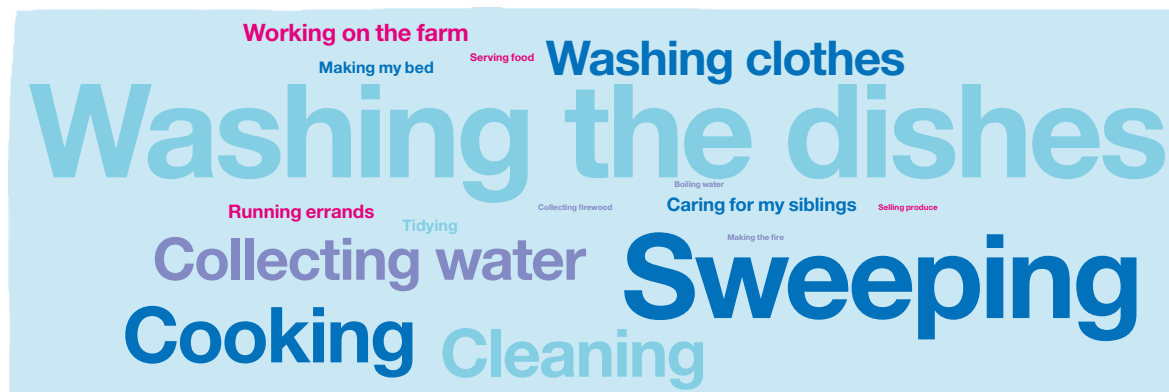 Working on the farm
Serving food
Washing clothes
Making my bed
Washing the dishes
Boiling water
Running errands
Collecting firewood
Caring for my siblings
Selling produce
Tidying
Making the fire
Collecting water
Sweeping
Cooking
Cleaning